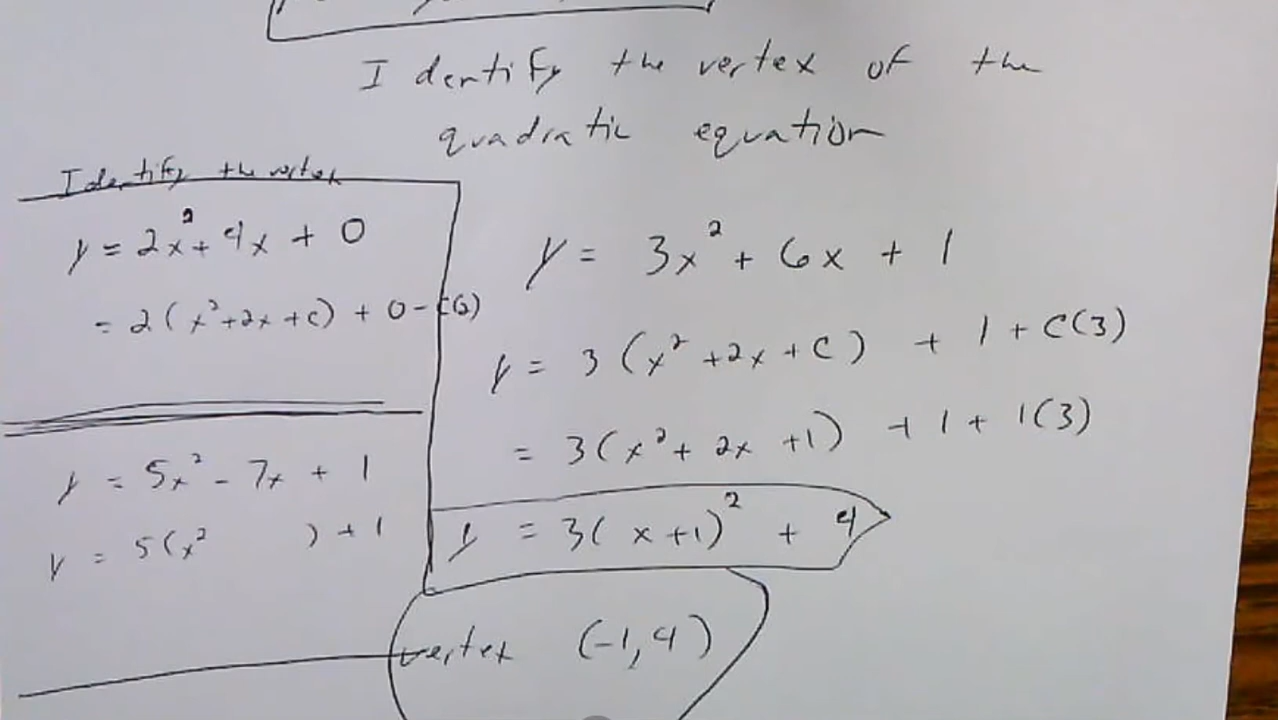 Identify the vertex of the
quadratic equation
Identify the vertex
y = 2x² + 4x + 0
= 2(x²+2x+c) + 0 - c(2)
y = 5x² - 7x + 1
y = 5(x² ) + 1
y = 3x² + 6x + 1
y = 3(x² +2x+C) + 1 + C(3)
= 3(x² + 2x +1) + 1 + 1(3)
y = 3(x+1)² + 4
vertex (-1,4)